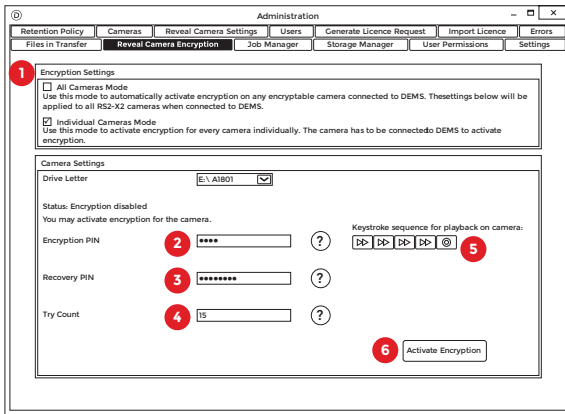 D
Administration
Retention Policy Cameras Reveal Camera Settings Users Generate Licence Request Import Licence Errors
Files in Transfer Reveal Camera Encryption Job Manager Storage Manager User Permissions Settings
1
Encryption Settings
All Cameras Mode
Use this mode to automatically activate encryption on any encryptable camera connected to DEMS. Thesettings below will be
applied to all RS2-X2 cameras when connected to DEMS.
Individual Cameras Mode
Use this mode to activate encryption for every camera individually. The camera has to be connectedto DEMS to activate
encryption.
Camera Settings
Drive Letter E:\ A1801
Status: Encryption disabled
You may activate encryption for the camera.
Keystroke sequence for playback on camera:
Encryption PIN 2 •••• ? 5
Recovery PIN 3 •••••••• ?
Try Count 4 15 ?
6 Activate Encryption